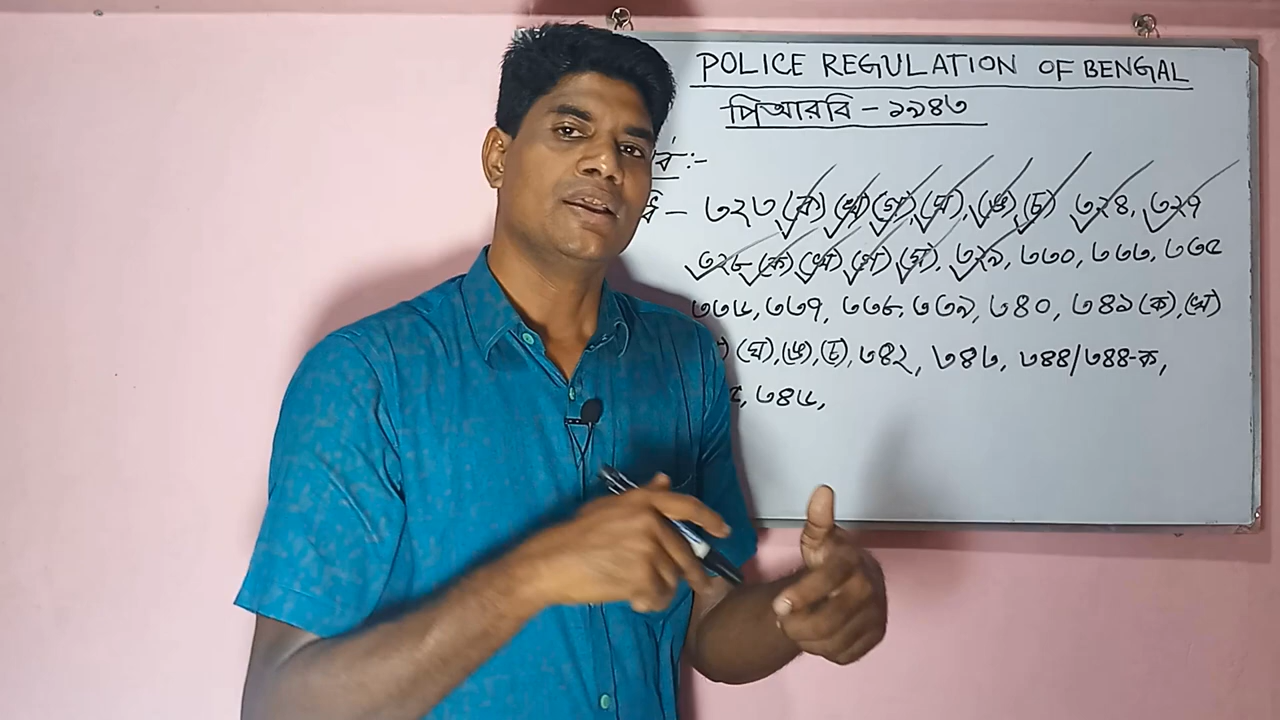 POLICE REGULATION OF BENGAL
পিআরবি - ১৯৪৩
র্ব :-
বি - ৩২৩ (ক) (খ) (গ) (ঘ), (ঙ) (চ) ৩২৪, ৩২৭
৩২৮ (ক) (খ) (গ) (ঘ), ৩২৯, ৩৩০, ৩৩৩, ৩৩৫
৩৩৬, ৩৩৭, ৩৩৮, ৩৩৯, ৩৪০, ৩৪১ (ক), (খ)
(ঘ), (ঙ), (চ), ৩৪২, ৩৪৩, ৩৪৪/৩৪৪-ক,
৩৪৬,